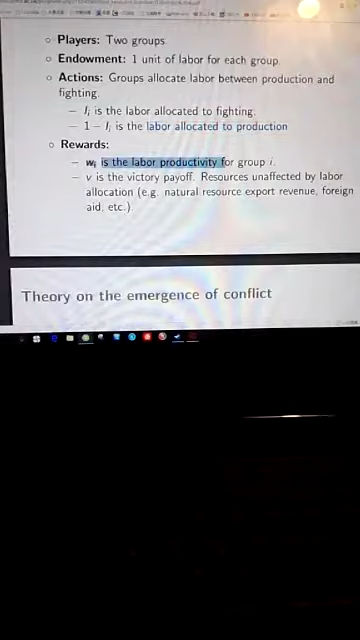 Players: Two groups.
Endowment: 1 unit of labor for each group.
Actions: Groups allocate labor between production and
fighting.
– lᵢ is the labor allocated to fighting.
– 1 − lᵢ is the labor allocated to production
Rewards:
– wᵢ is the labor productivity for group i.
– v is the victory payoff. Resources unaffected by labor
allocation (e.g. natural resource export revenue, foreign
aid, etc.).
Theory on the emergence of conflict